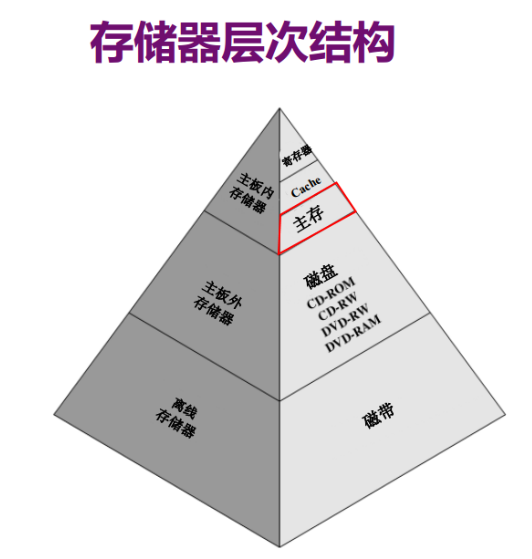 存储器层次结构
寄存器
Cache
主存
主板内
存储器
磁盘
CD-ROM
CD-RW
DVD-RW
DVD-RAM
主板外
存储器
磁带
离线
存储器